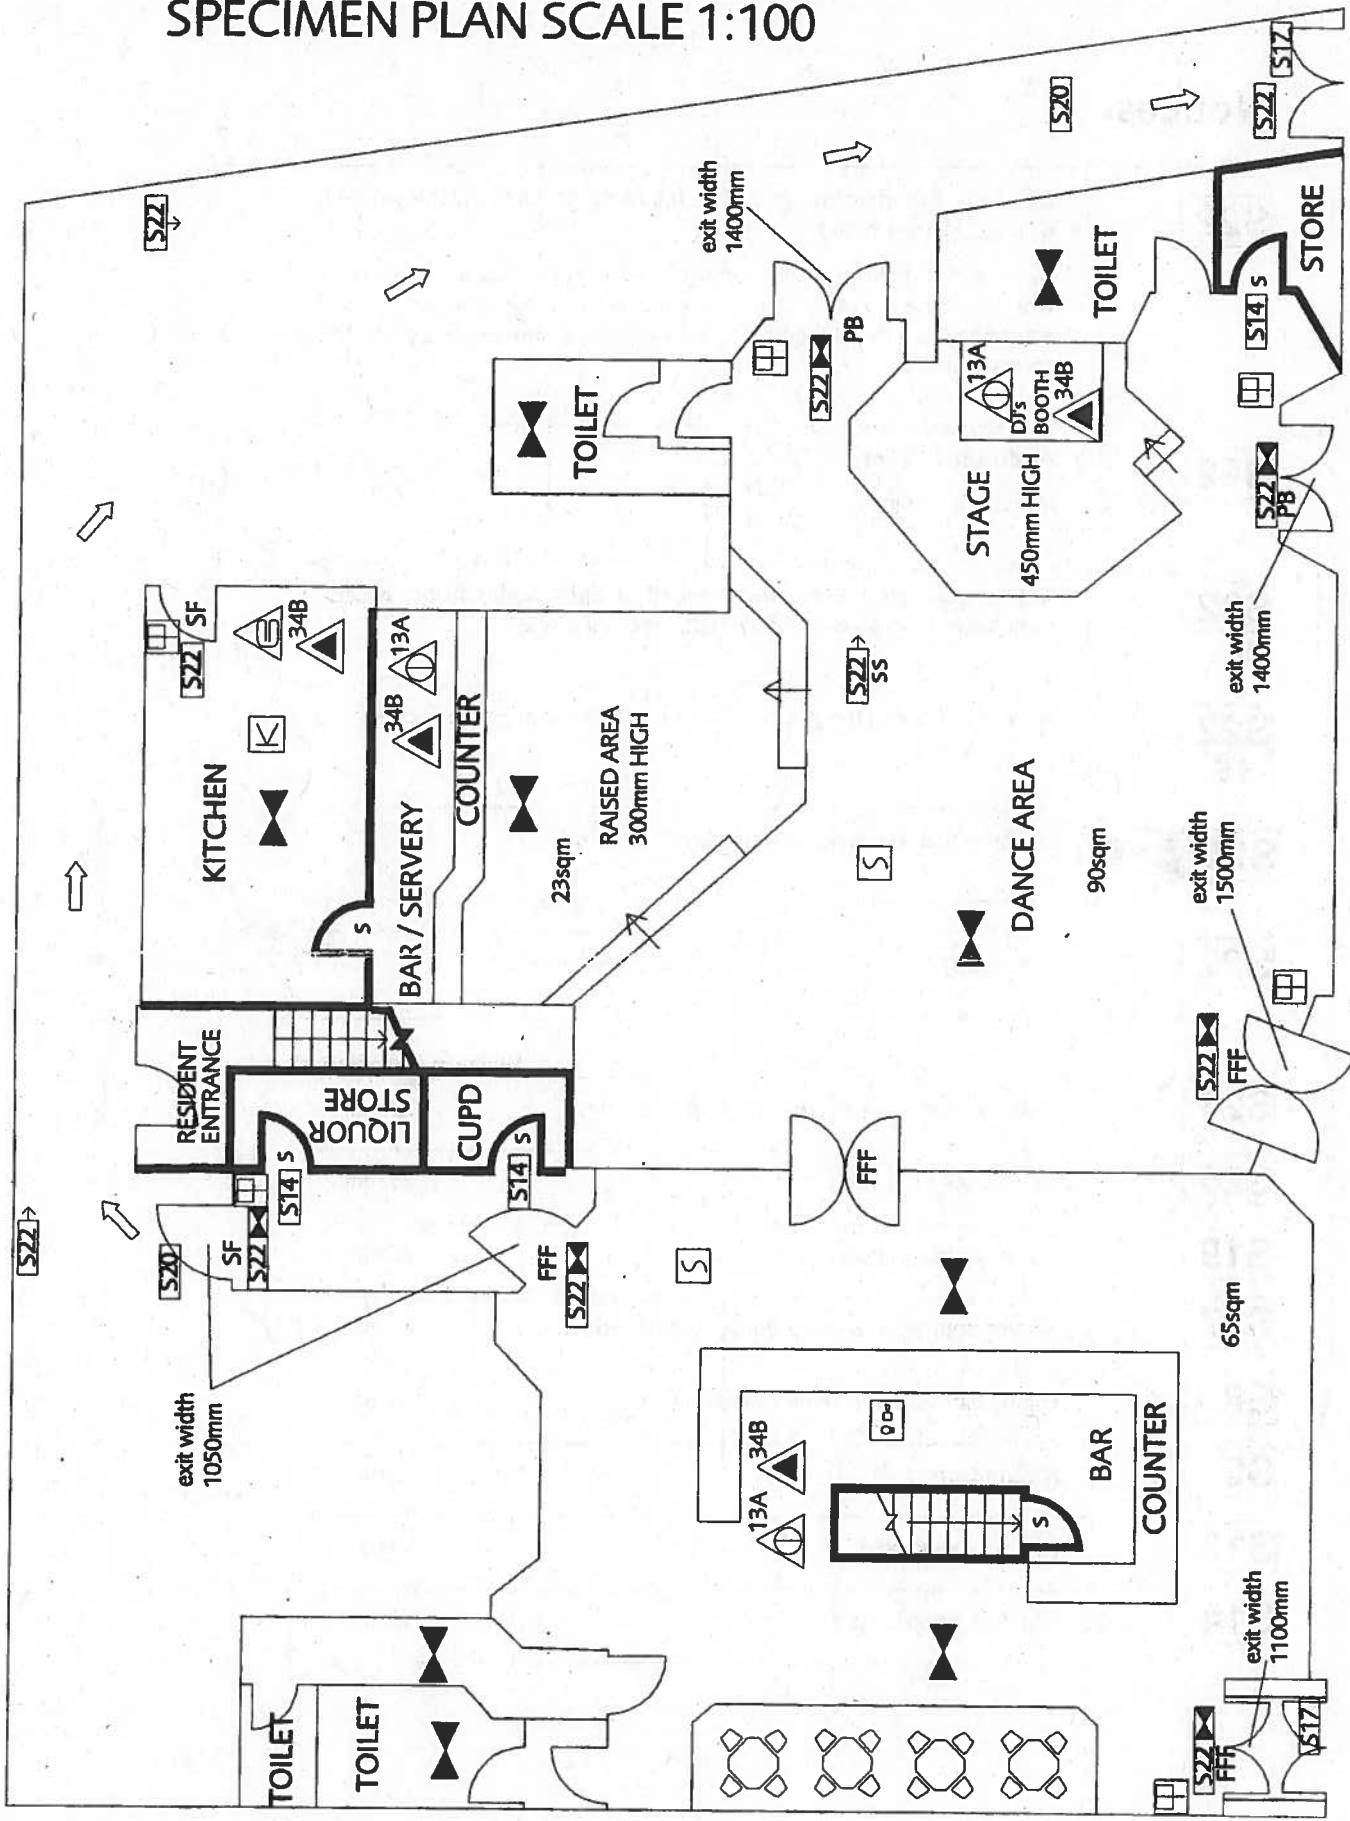 SPECIMEN PLAN SCALE 1:100
S17
S22
S20
S22
exit width
1400mm
TOILET
STORE
S14 S
PB
S22
13A
DJ's
BOOTH
34B
STAGE
450mm HIGH
TOILET
S22
PB
exit width
1400mm
SF
S22
34B
K
KITCHEN
S
13A
34B
COUNTER
BAR / SERVERY
RAISED AREA
300mm HIGH
23sqm
S22
SS
S
DANCE AREA
90sqm
exit width
1500mm
S22
FFF
RESIDENT
ENTRANCE
LIQUOR
STORE
CUPD
S14 S
S14
S
S22
S20
SF
S22
FFF
S22
FFF
S
exit width
1050mm
65sqm
13A
34B
S
BAR
COUNTER
exit width
1100mm
TOILET
TOILET
S22
FFF
S17